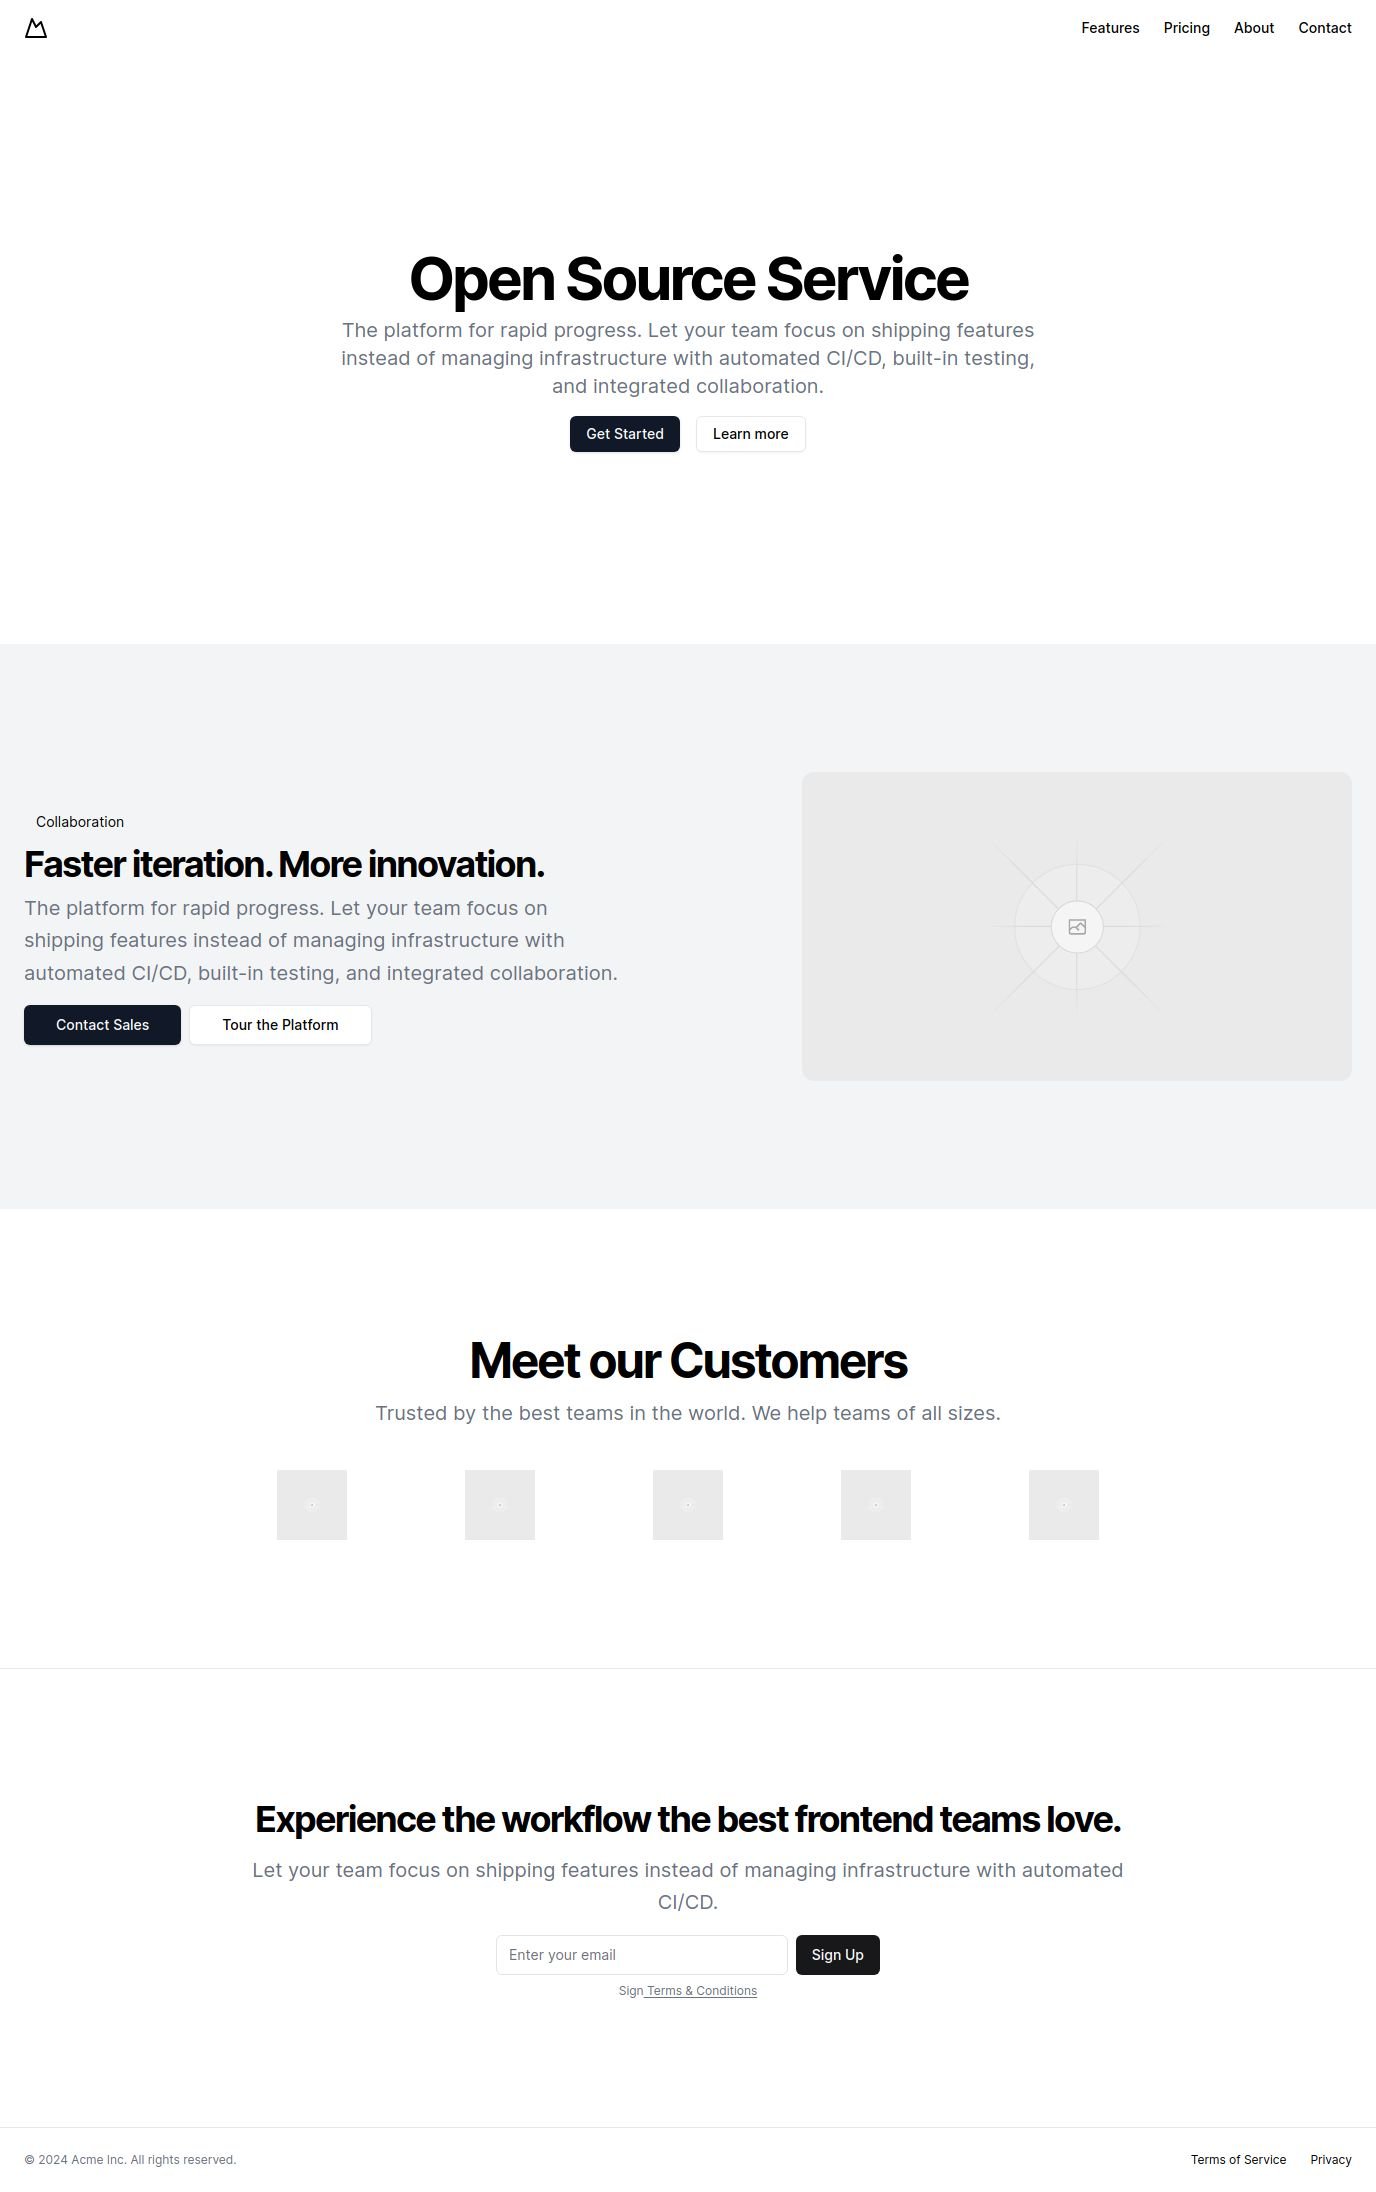 Features Pricing About Contact
Open Source Service
The platform for rapid progress. Let your team focus on shipping features
instead of managing infrastructure with automated CI/CD, built-in testing,
and integrated collaboration.
Get Started Learn more
Collaboration
Faster iteration. More innovation.
The platform for rapid progress. Let your team focus on
shipping features instead of managing infrastructure with
automated CI/CD, built-in testing, and integrated collaboration.
Contact Sales Tour the Platform
Meet our Customers
Trusted by the best teams in the world. We help teams of all sizes.
Experience the workflow the best frontend teams love.
Let your team focus on shipping features instead of managing infrastructure with automated
CI/CD.
Enter your email Sign Up
Sign Terms & Conditions
© 2024 Acme Inc. All rights reserved. Terms of Service Privacy